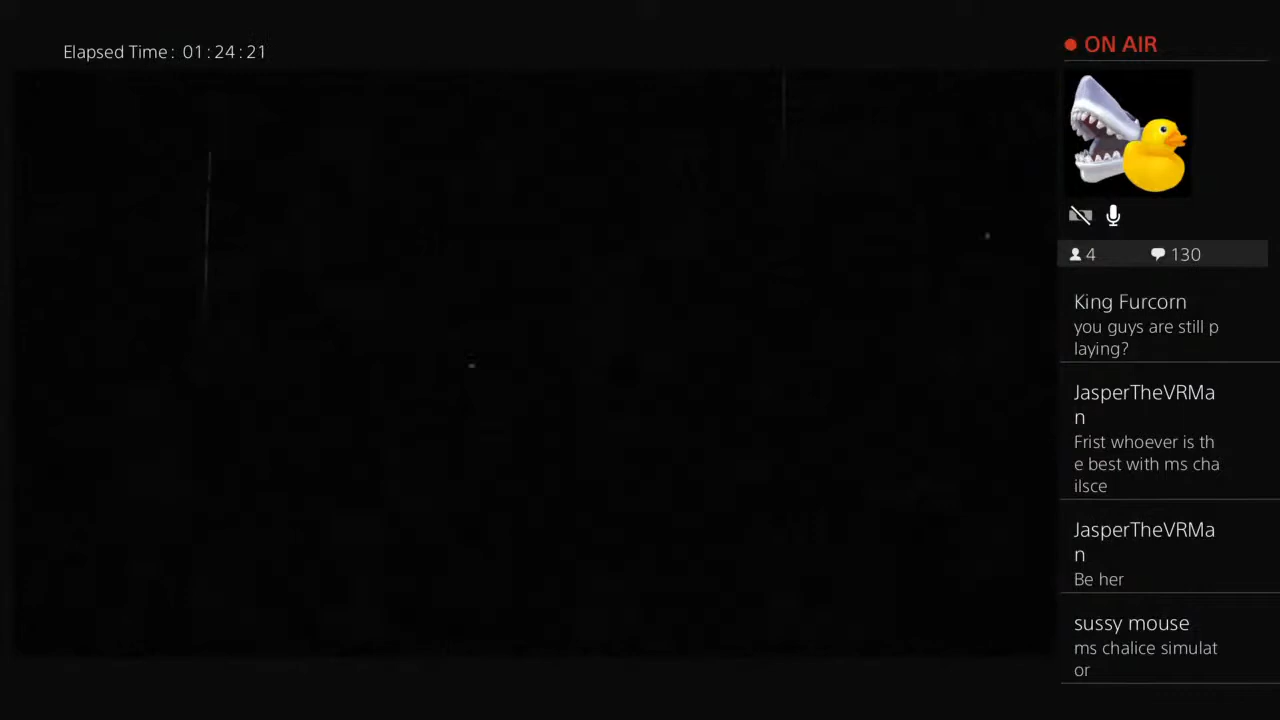 Elapsed Time: 01:24:21
ON AIR
4 130
King Furcorn
you guys are still p
laying?
JasperTheVRMa
n
Frist whoever is th
e best with ms cha
ilsce
JasperTheVRMa
n
Be her
sussy mouse
ms chalice simulat
or